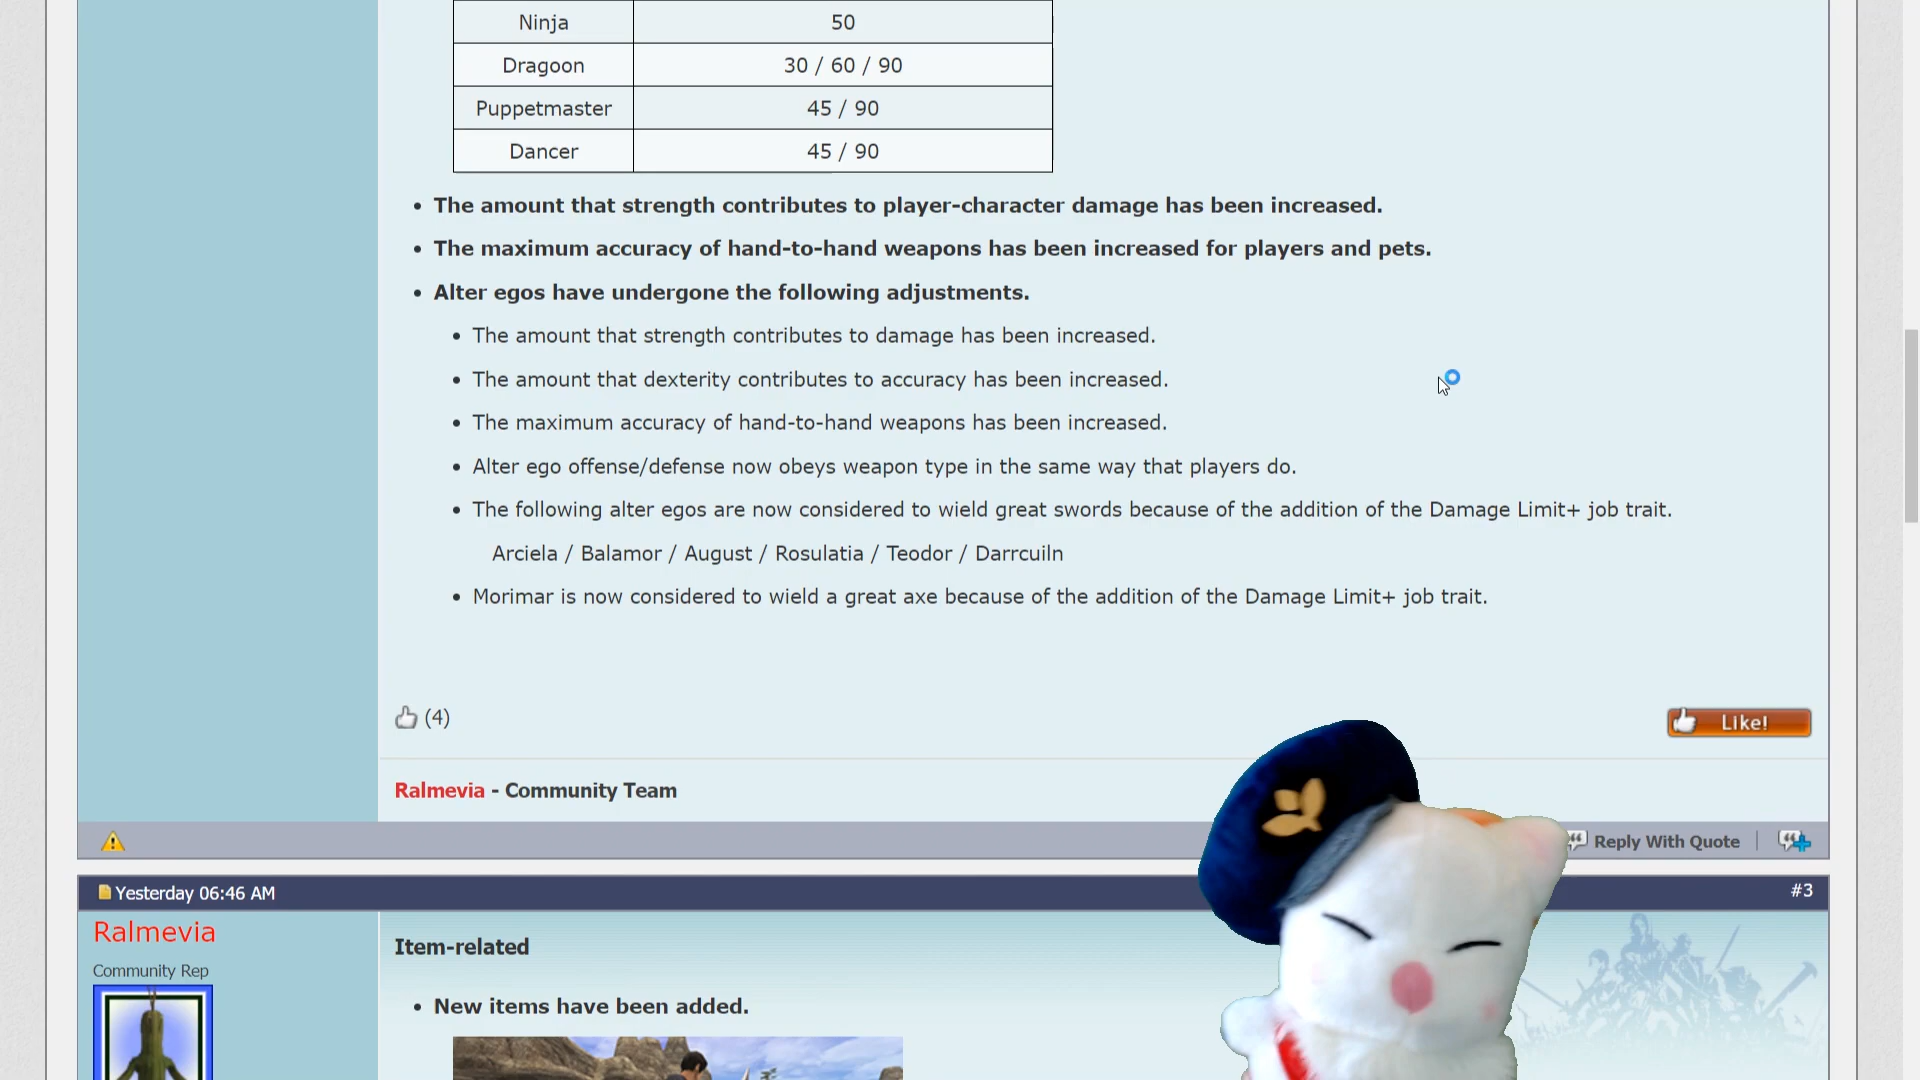 Ninja 50
Dragoon 30 / 60 / 90
Puppetmaster 45 / 90
Dancer 45 / 90
The amount that strength contributes to player-character damage has been increased.
The maximum accuracy of hand-to-hand weapons has been increased for players and pets.
Alter egos have undergone the following adjustments.
The amount that strength contributes to damage has been increased.
The amount that dexterity contributes to accuracy has been increased.
The maximum accuracy of hand-to-hand weapons has been increased.
Alter ego offense/defense now obeys weapon type in the same way that players do.
The following alter egos are now considered to wield great swords because of the addition of the Damage Limit+ job trait.
Arciela / Balamor / August / Rosulatia / Teodor / Darrcuiln
Morimar is now considered to wield a great axe because of the addition of the Damage Limit+ job trait.
(4)
Like!
Ralmevia - Community Team
Reply With Quote
Yesterday 06:46 AM
#3
Ralmevia
Community Rep
Item-related
New items have been added.